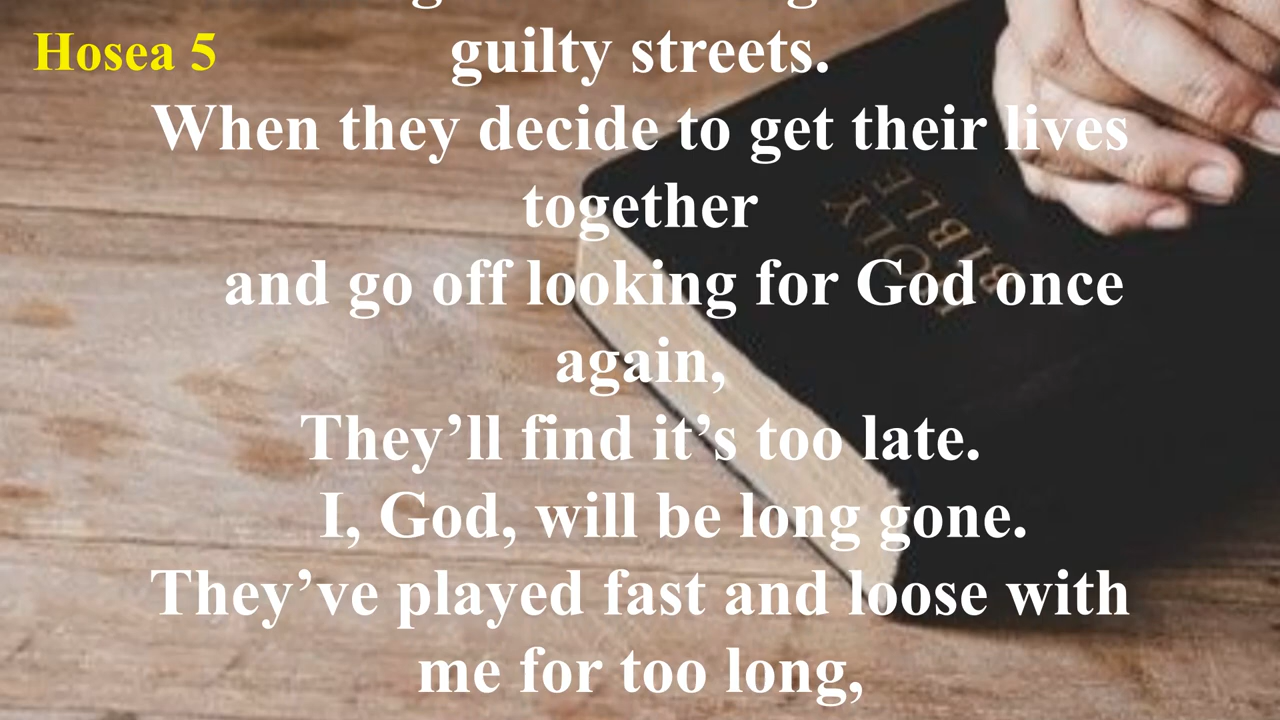 Hosea 5
guilty streets.
When they decide to get their lives
together
and go off looking for God once
again,
They’ll find it’s too late.
I, God, will be long gone.
They’ve played fast and loose with
me for too long,
HOLY
BIBLE